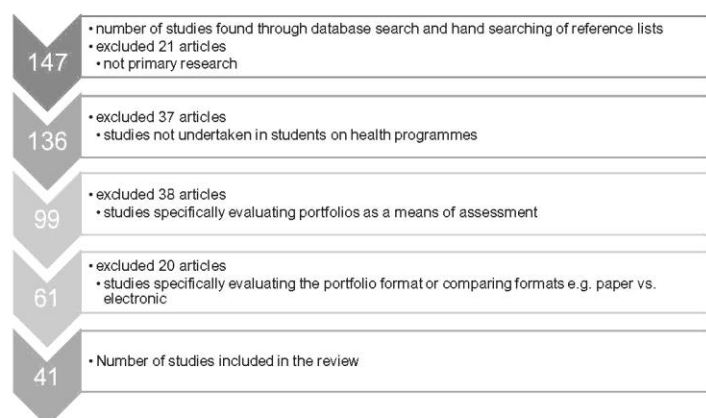 147
• number of studies found through database search and hand searching of reference lists
• excluded 21 articles
• not primary research
136
• excluded 37 articles
• studies not undertaken in students on health programmes
99
• excluded 38 articles
• studies specifically evaluating portfolios as a means of assessment
61
• excluded 20 articles
• studies specifically evaluating the portfolio format or comparing formats e.g. paper vs.
electronic
41
• Number of studies included in the review